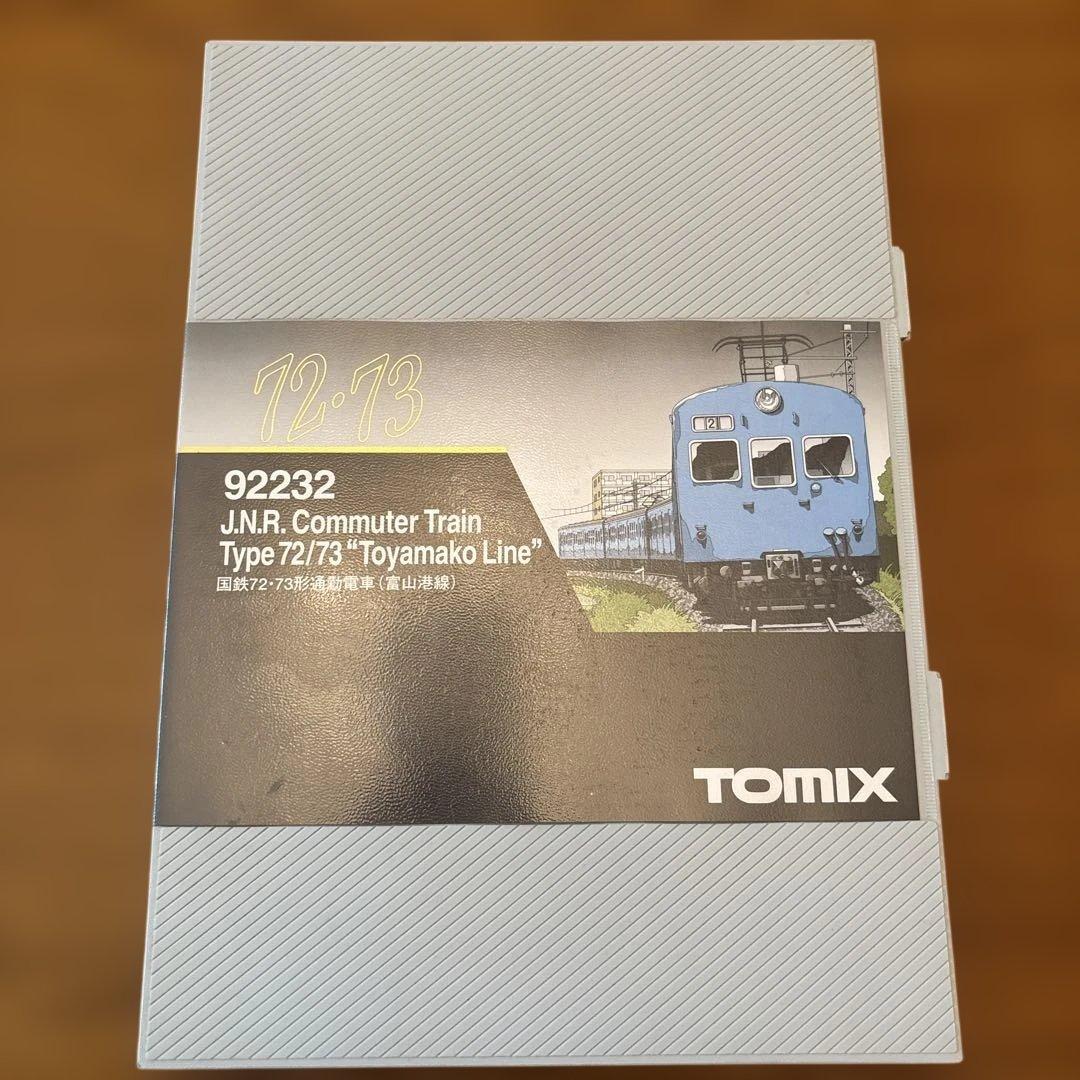 72・73
92232
J.N.R. Commuter Train
Type 72/73 “Toyamako Line”
国鉄72・73形通勤電車（富山港線）
2
TOMIX